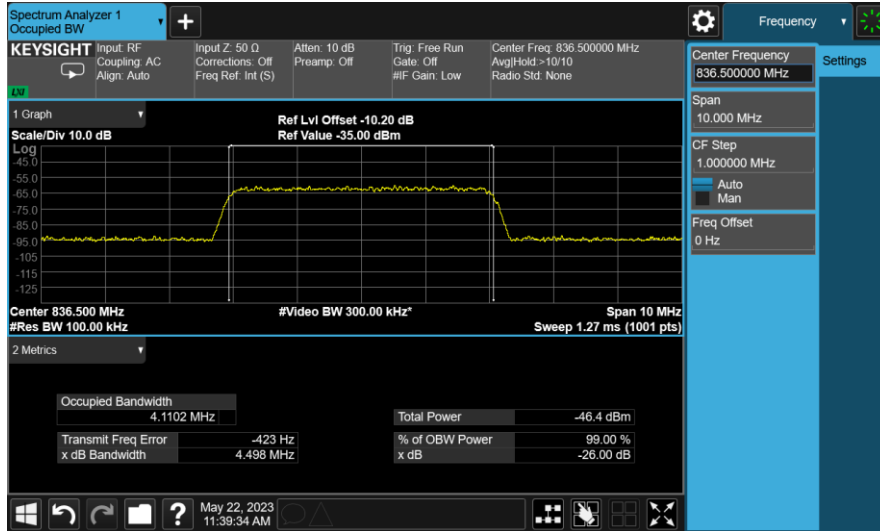 Spectrum Analyzer 1
Occupied BW
Frequency
KEYSIGHT
Input: RF
Coupling: AC
Align: Auto
Input Z: 50 Ω
Corrections: Off
Freq Ref: Int (S)
Atten: 10 dB
Preamp: Off
Trig: Free Run
Gate: Off
#IF Gain: Low
Center Freq: 836.500000 MHz
Avg|Hold:>10/10
Radio Std: None
LXI
Center Frequency
836.500000 MHz
Settings
Span
10.000 MHz
CF Step
1.000000 MHz
Auto
Man
Freq Offset
0 Hz
1 Graph
Scale/Div 10.0 dB
Ref Lvl Offset -10.20 dB
Ref Value -35.00 dBm
Log
-45.0
-55.0
-65.0
-75.0
-85.0
-95.0
-105
-115
-125
Center 836.500 MHz
#Video BW 300.00 kHz*
Span 10 MHz
#Res BW 100.00 kHz
Sweep 1.27 ms (1001 pts)
2 Metrics
Occupied Bandwidth
4.1102 MHz
Total Power -46.4 dBm
Transmit Freq Error -423 Hz
% of OBW Power 99.00 %
x dB Bandwidth 4.498 MHz
x dB -26.00 dB
?
May 22, 2023
11:39:34 AM